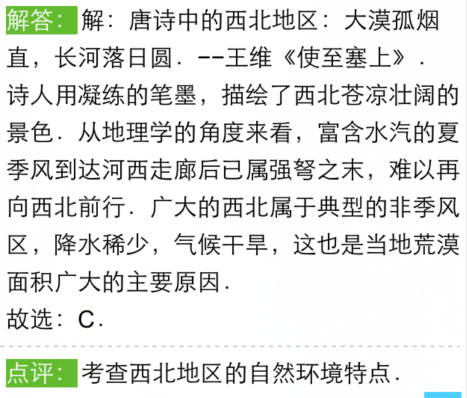 解答：解：唐诗中的西北地区：大漠孤烟
直，长河落日圆．--王维《使至塞上》．
诗人用凝练的笔墨，描绘了西北苍凉壮阔的
景色．从地理学的角度来看，富含水汽的夏
季风到达河西走廊后已属强弩之末，难以再
向西北前行．广大的西北属于典型的非季风
区，降水稀少，气候干旱，这也是当地荒漠
面积广大的主要原因．
故选：C．
点评：考查西北地区的自然环境特点．